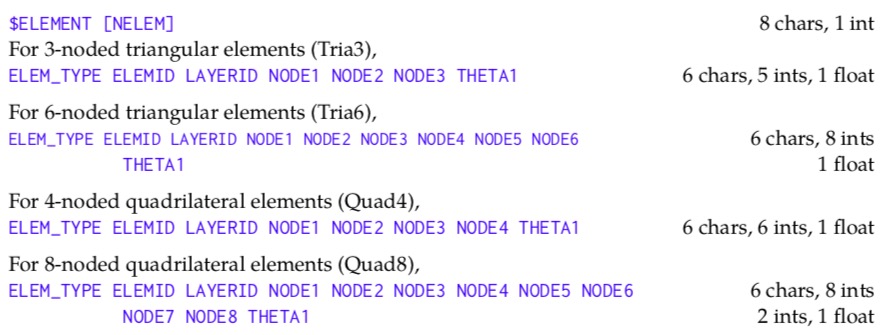 $ELEMENT [NELEM] 8 chars, 1 int
For 3-noded triangular elements (Tria3),
ELEM_TYPE ELEMID LAYERID NODE1 NODE2 NODE3 THETA1 6 chars, 5 ints, 1 float
For 6-noded triangular elements (Tria6),
ELEM_TYPE ELEMID LAYERID NODE1 NODE2 NODE3 NODE4 NODE5 NODE6 6 chars, 8 ints
THETA1 1 float
For 4-noded quadrilateral elements (Quad4),
ELEM_TYPE ELEMID LAYERID NODE1 NODE2 NODE3 NODE4 THETA1 6 chars, 6 ints, 1 float
For 8-noded quadrilateral elements (Quad8),
ELEM_TYPE ELEMID LAYERID NODE1 NODE2 NODE3 NODE4 NODE5 NODE6 6 chars, 8 ints
NODE7 NODE8 THETA1 2 ints, 1 float